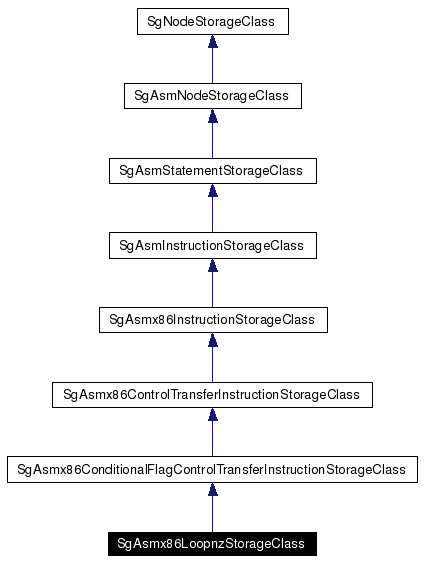 SgNodeStorageClass
SgAsmNodeStorageClass
SgAsmStatementStorageClass
SgAsmInstructionStorageClass
SgAsmx86InstructionStorageClass
SgAsmx86ControlTransferInstructionStorageClass
SgAsmx86ConditionalFlagControlTransferInstructionStorageClass
SgAsmx86LoopnzStorageClass